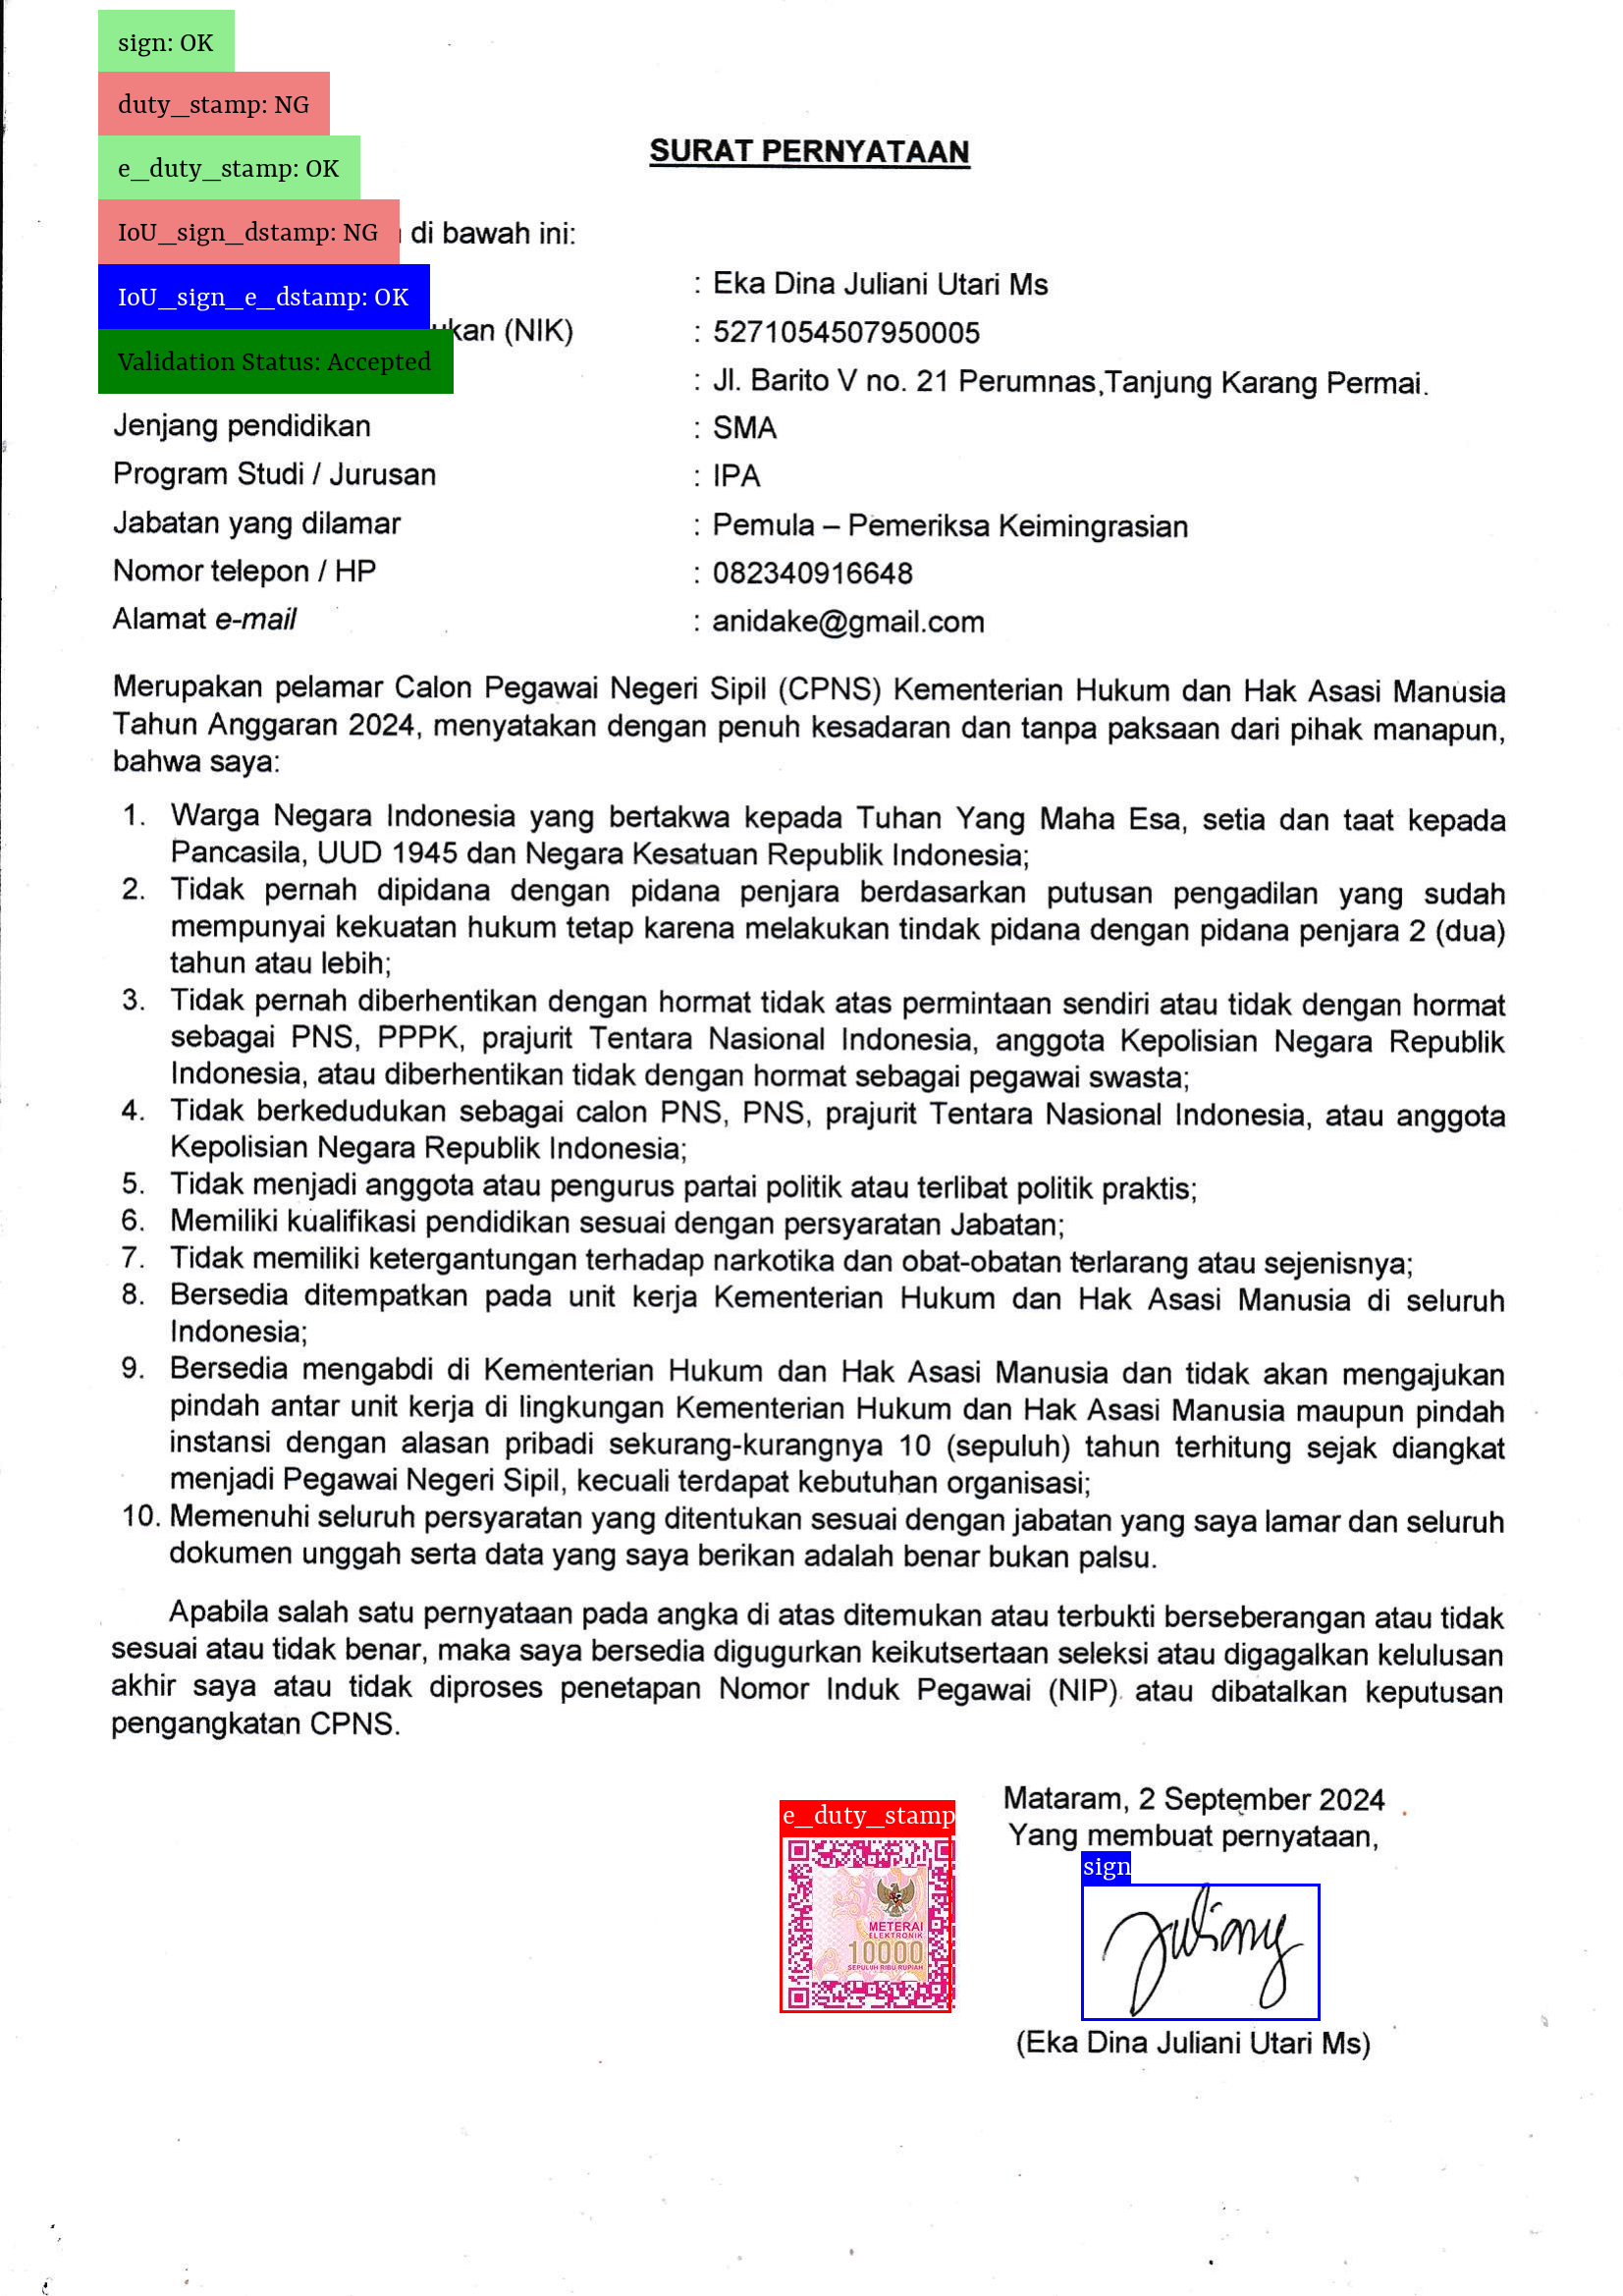 sign: OK
duty_stamp: NG
e_duty_stamp: OK
IoU_sign_dstamp: NG
IoU_sign_e_dstamp: OK
Validation Status: Accepted
SURAT PERNYATAAN
di bawah ini:
: Eka Dina Juliani Utari Ms
(NIK) : 5271054507950005
: Jl. Barito V no. 21 Perumnas,Tanjung Karang Permai.
Jenjang pendidikan : SMA
Program Studi / Jurusan : IPA
Jabatan yang dilamar : Pemula – Pemeriksa Keimingrasian
Nomor telepon / HP : 082340916648
Alamat e-mail : anidake@gmail.com
Merupakan pelamar Calon Pegawai Negeri Sipil (CPNS) Kementerian Hukum dan Hak Asasi Manusia
Tahun Anggaran 2024, menyatakan dengan penuh kesadaran dan tanpa paksaan dari pihak manapun,
bahwa saya:
1. Warga Negara Indonesia yang bertakwa kepada Tuhan Yang Maha Esa, setia dan taat kepada
Pancasila, UUD 1945 dan Negara Kesatuan Republik Indonesia;
2. Tidak pernah dipidana dengan pidana penjara berdasarkan putusan pengadilan yang sudah
mempunyai kekuatan hukum tetap karena melakukan tindak pidana dengan pidana penjara 2 (dua)
tahun atau lebih;
3. Tidak pernah diberhentikan dengan hormat tidak atas permintaan sendiri atau tidak dengan hormat
sebagai PNS, PPPK, prajurit Tentara Nasional Indonesia, anggota Kepolisian Negara Republik
Indonesia, atau diberhentikan tidak dengan hormat sebagai pegawai swasta;
4. Tidak berkedudukan sebagai calon PNS, PNS, prajurit Tentara Nasional Indonesia, atau anggota
Kepolisian Negara Republik Indonesia;
5. Tidak menjadi anggota atau pengurus partai politik atau terlibat politik praktis;
6. Memiliki kualifikasi pendidikan sesuai dengan persyaratan Jabatan;
7. Tidak memiliki ketergantungan terhadap narkotika dan obat-obatan terlarang atau sejenisnya;
8. Bersedia ditempatkan pada unit kerja Kementerian Hukum dan Hak Asasi Manusia di seluruh
Indonesia;
9. Bersedia mengabdi di Kementerian Hukum dan Hak Asasi Manusia dan tidak akan mengajukan
pindah antar unit kerja di lingkungan Kementerian Hukum dan Hak Asasi Manusia maupun pindah
instansi dengan alasan pribadi sekurang-kurangnya 10 (sepuluh) tahun terhitung sejak diangkat
menjadi Pegawai Negeri Sipil, kecuali terdapat kebutuhan organisasi;
10. Memenuhi seluruh persyaratan yang ditentukan sesuai dengan jabatan yang saya lamar dan seluruh
dokumen unggah serta data yang saya berikan adalah benar bukan palsu.
Apabila salah satu pernyataan pada angka di atas ditemukan atau terbukti berseberangan atau tidak
sesuai atau tidak benar, maka saya bersedia digugurkan keikutsertaan seleksi atau digagalkan kelulusan
akhir saya atau tidak diproses penetapan Nomor Induk Pegawai (NIP) atau dibatalkan keputusan
pengangkatan CPNS.
Mataram, 2 September 2024
Yang membuat pernyataan,
e_duty_stamp
sign
METERAI
ELEKTRONIK
10000
SEPULUH RIBU RUPIAH
Juliany
(Eka Dina Juliani Utari Ms)